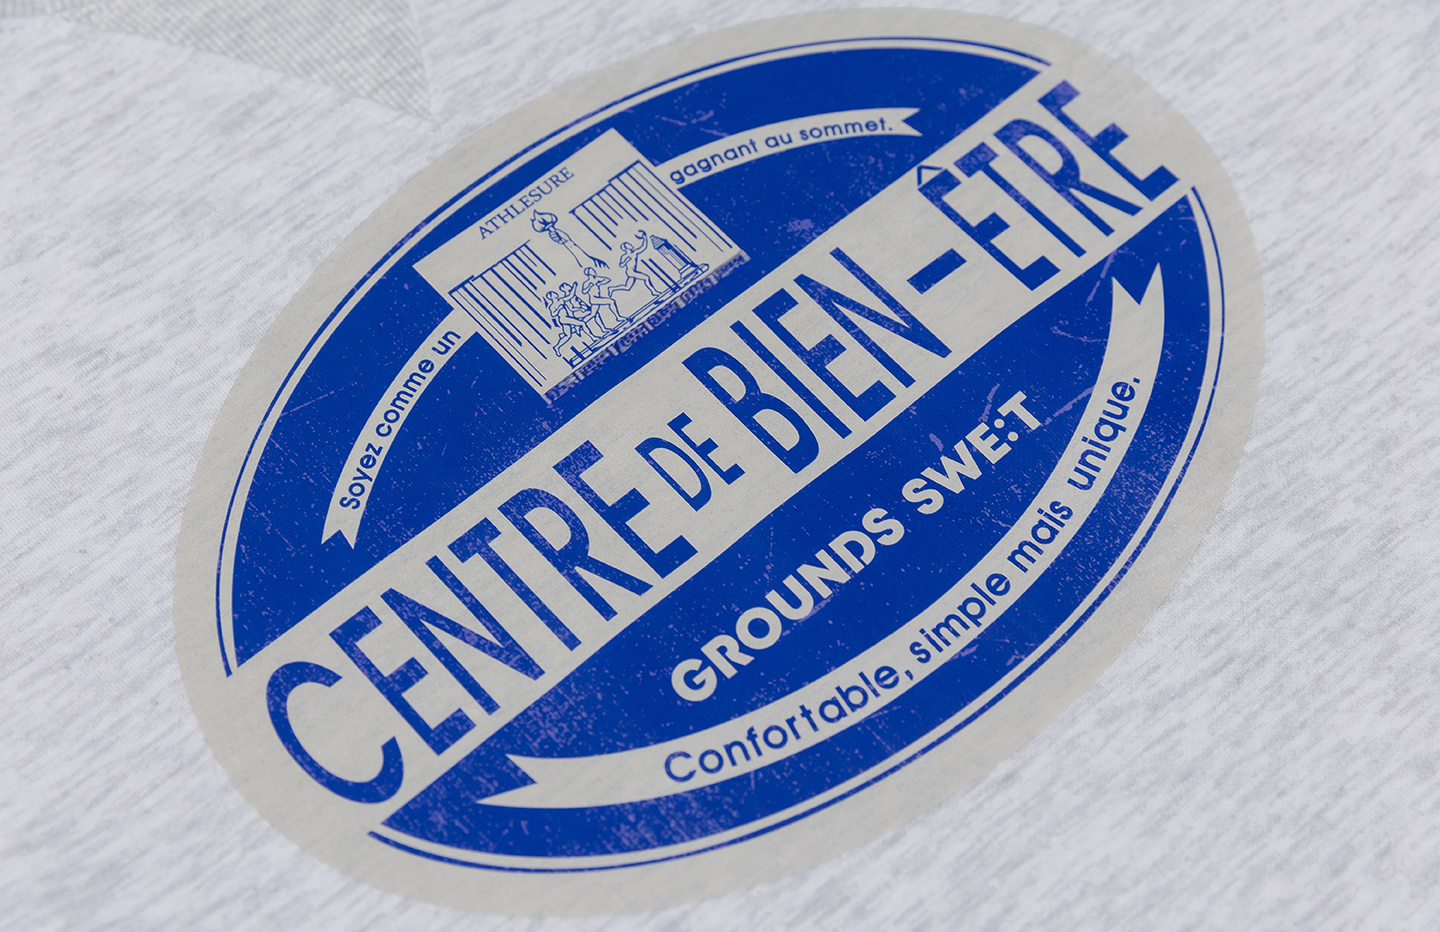 ATHLESURE
Soyez comme un gagnant au sommet.
CENTRE DE BIEN-ÊTRE
GROUNDS SWE:T
Confortable, simple mais unique.